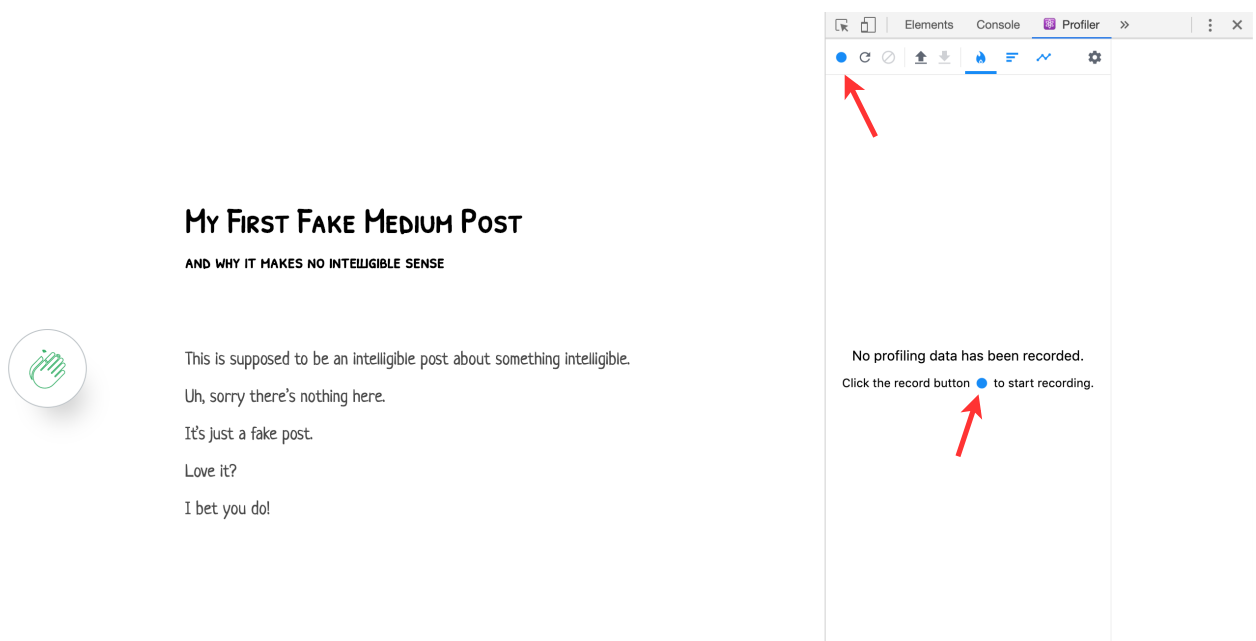 Elements Console Profiler »
My First Fake Medium Post
and why it makes no intelligible sense
This is supposed to be an intelligible post about something intelligible.
Uh, sorry there's nothing here.
It's just a fake post.
Love it?
I bet you do!
No profiling data has been recorded.
Click the record button to start recording.